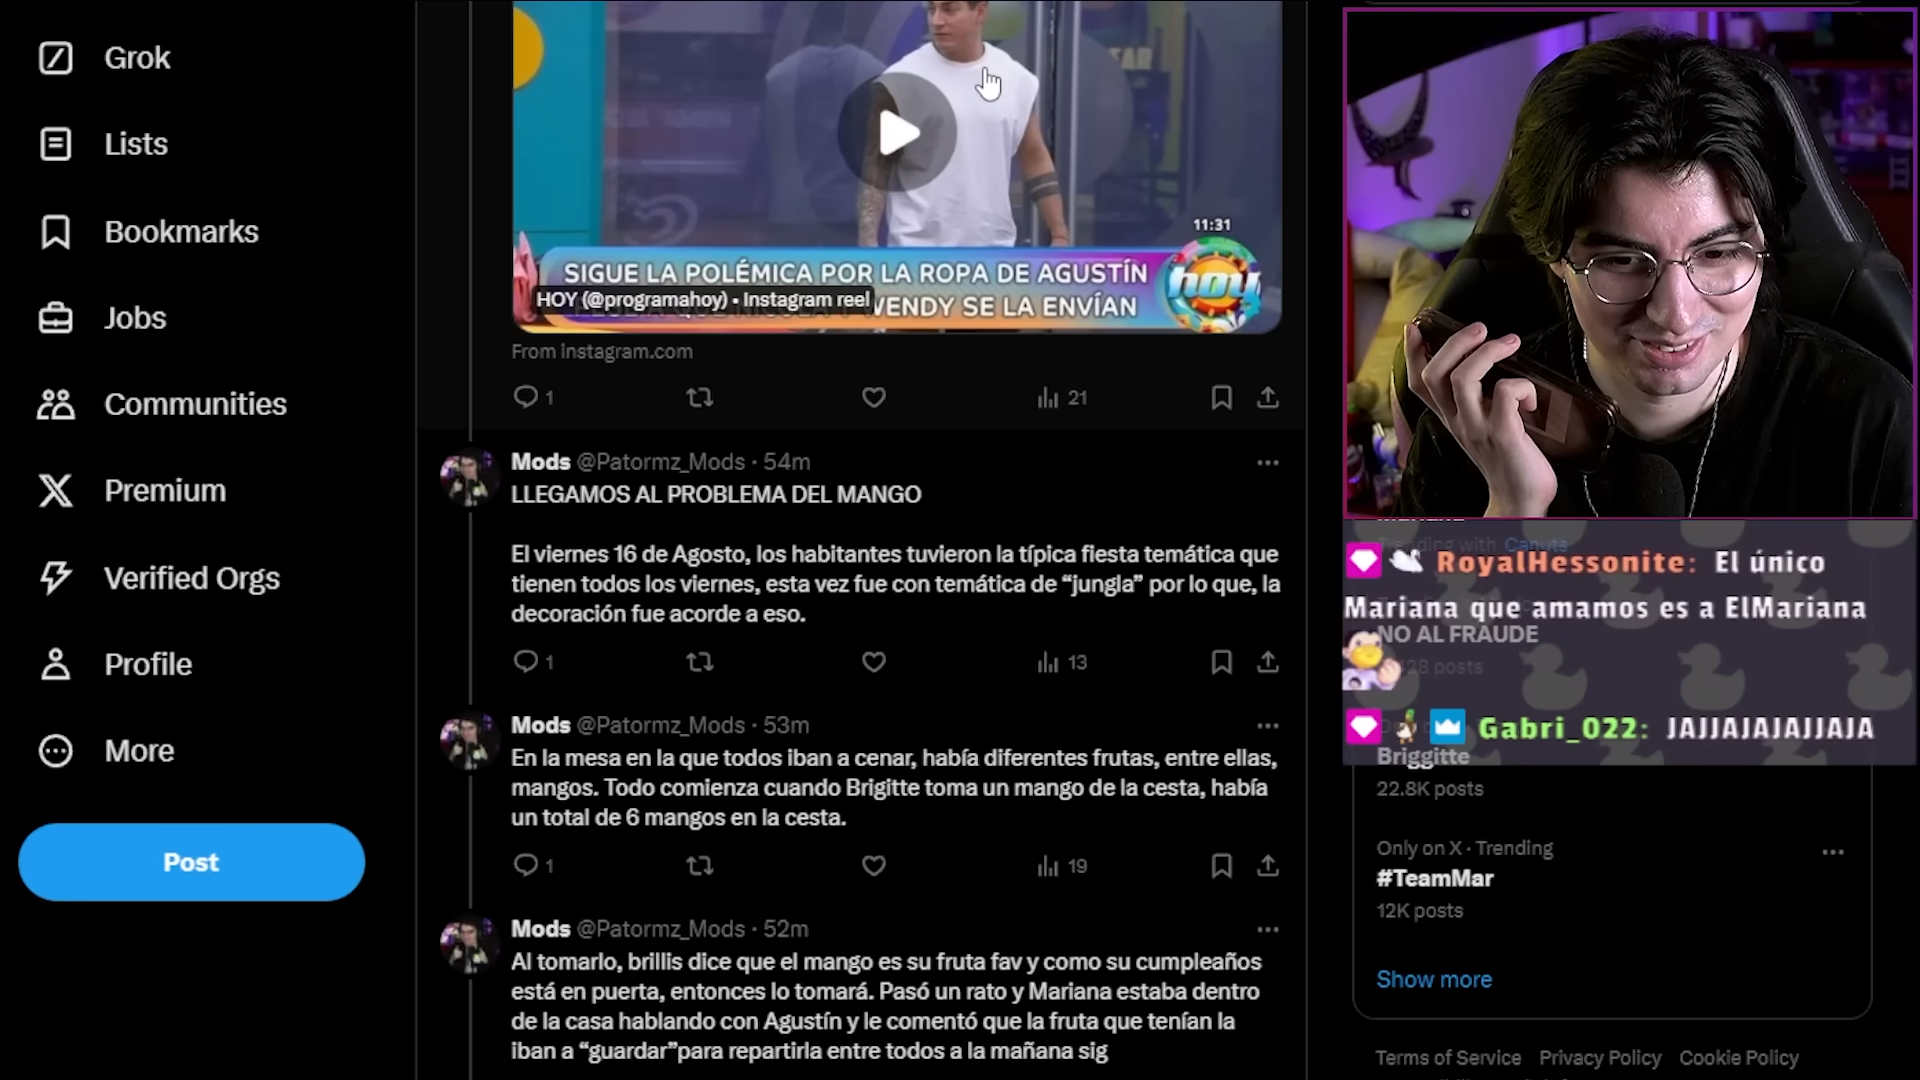 Grok
Lists
Bookmarks
Jobs
Communities
Premium
Verified Orgs
Profile
More
Post
11:31
SIGUE LA POLÉMICA POR LA ROPA DE AGUSTÍN
HOY (@programahoy) • Instagram reel
WENDY SE LA ENVÍAN
hoy
From instagram.com
1
21
Mods @Patormz_Mods · 54m
LLEGAMOS AL PROBLEMA DEL MANGO
El viernes 16 de Agosto, los habitantes tuvieron la típica fiesta temática que
tienen todos los viernes, esta vez fue con temática de “jungla” por lo que, la
decoración fue acorde a eso.
1
13
Mods @Patormz_Mods · 53m
En la mesa en la que todos iban a cenar, había diferentes frutas, entre ellas,
mangos. Todo comienza cuando Brigitte toma un mango de la cesta, había
un total de 6 mangos en la cesta.
1
19
Mods @Patormz_Mods · 52m
Al tomarlo, brillis dice que el mango es su fruta fav y como su cumpleaños
está en puerta, entonces lo tomará. Pasó un rato y Mariana estaba dentro
de la casa hablando con Agustín y le comentó que la fruta que tenían la
iban a “guardar”para repartirla entre todos a la mañana sig
Trending with Canuta
RoyalHessonite: El único
Mariana que amamos es a ElMariana
NO AL FRAUDE
posts
Gabri_022: JAJJAJAJAJJAJA
Briggitte
22.8K posts
Only on X · Trending
#TeamMar
12K posts
Show more
Terms of Service Privacy Policy Cookie Policy